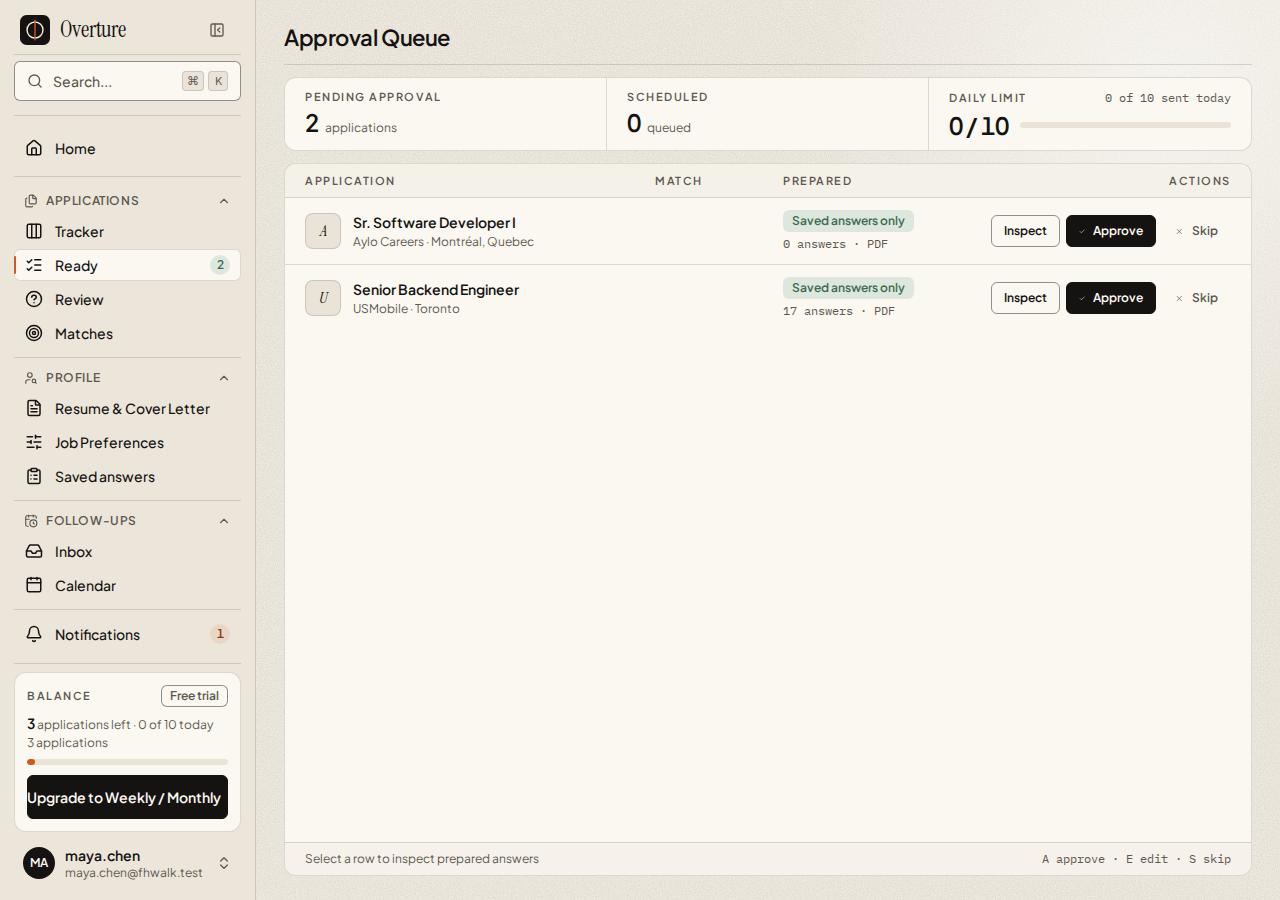 Overture
Search... ⌘ K
Home
APPLICATIONS
Tracker
Ready 2
Review
Matches
PROFILE
Resume & Cover Letter
Job Preferences
Saved answers
FOLLOW-UPS
Inbox
Calendar
Notifications 1
BALANCE Free trial
3 applications left · 0 of 10 today
3 applications
Upgrade to Weekly / Monthly
MA maya.chen
maya.chen@fhwalk.test
Approval Queue
PENDING APPROVAL
2 applications
SCHEDULED
0 queued
DAILY LIMIT 0 of 10 sent today
0/10
APPLICATION MATCH PREPARED ACTIONS
A Sr. Software Developer I
Aylo Careers · Montréal, Quebec
Saved answers only
0 answers · PDF
Inspect Approve Skip
U Senior Backend Engineer
USMobile · Toronto
Saved answers only
17 answers · PDF
Inspect Approve Skip
Select a row to inspect prepared answers
A approve · E edit · S skip